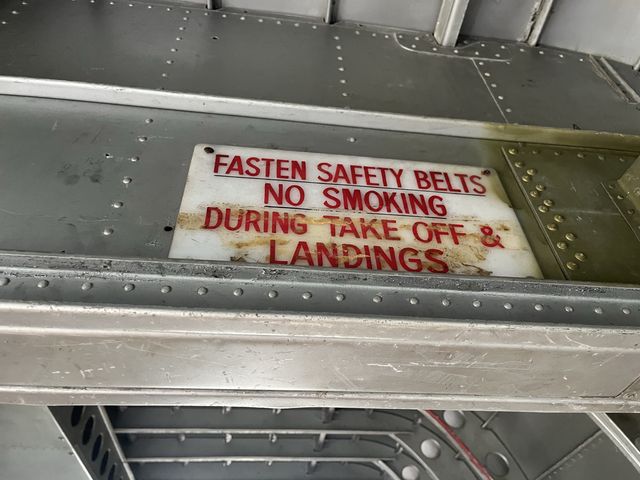 FASTEN SAFETY BELTS
NO SMOKING
DURING TAKE OFF &
LANDINGS